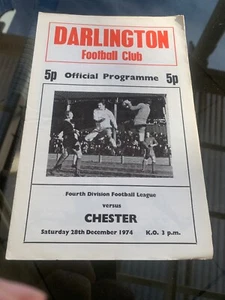 DARLINGTON
Football Club
5p Official Programme 5p
Fourth Division Football League
versus
CHESTER
Saturday 28th December 1974 K.O. 3 p.m.